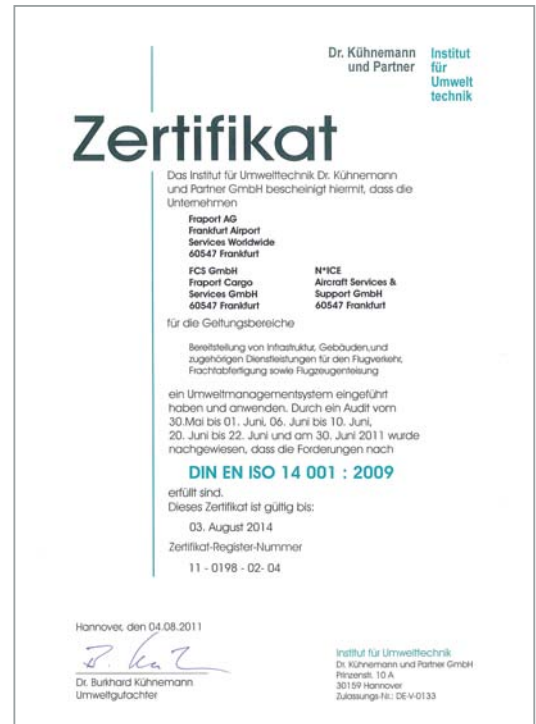 Dr. Kühnemann
und Partner
Institut
für
Umwelt
technik
Zertifikat
Das Institut für Umwelttechnik Dr. Kühnemann
und Partner GmbH bescheinigt hiermit, dass die
Unternehmen
Fraport AG
Frankfurt Airport
Services Worldwide
60547 Frankfurt
FCS GmbH
Fraport Cargo
Services GmbH
60547 Frankfurt
N*ICE
Aircraft Services &
Support GmbH
60547 Frankfurt
für die Geltungsbereiche
Bereitstellung von Infrastruktur, Gebäuden,und
zugehörigen Dienstleistungen für den Flugverkehr,
Frachtabfertigung sowie Flugzeugenteisung
ein Umweltmanagementsystem eingeführt
haben und anwenden. Durch ein Audit vom
30.Mai bis 01. Juni, 06. Juni bis 10. Juni,
20. Juni bis 22. Juni und am 30. Juni 2011 wurde
nachgewiesen, dass die Forderungen nach
DIN EN ISO 14 001 : 2009
erfüllt sind.
Dieses Zertifikat ist gültig bis:
03. August 2014
Zertifikat-Register-Nummer
11 - 0198 - 02- 04
Hannover, den 04.08.2011
Dr. Burkhard Kühnemann
Umweltgutachter
Institut für Umwelttechnik
Dr. Kühnemann und Partner GmbH
Prinzenstr. 10 A
30159 Hannover
Zulassungs-Nr.: DE-V-0133